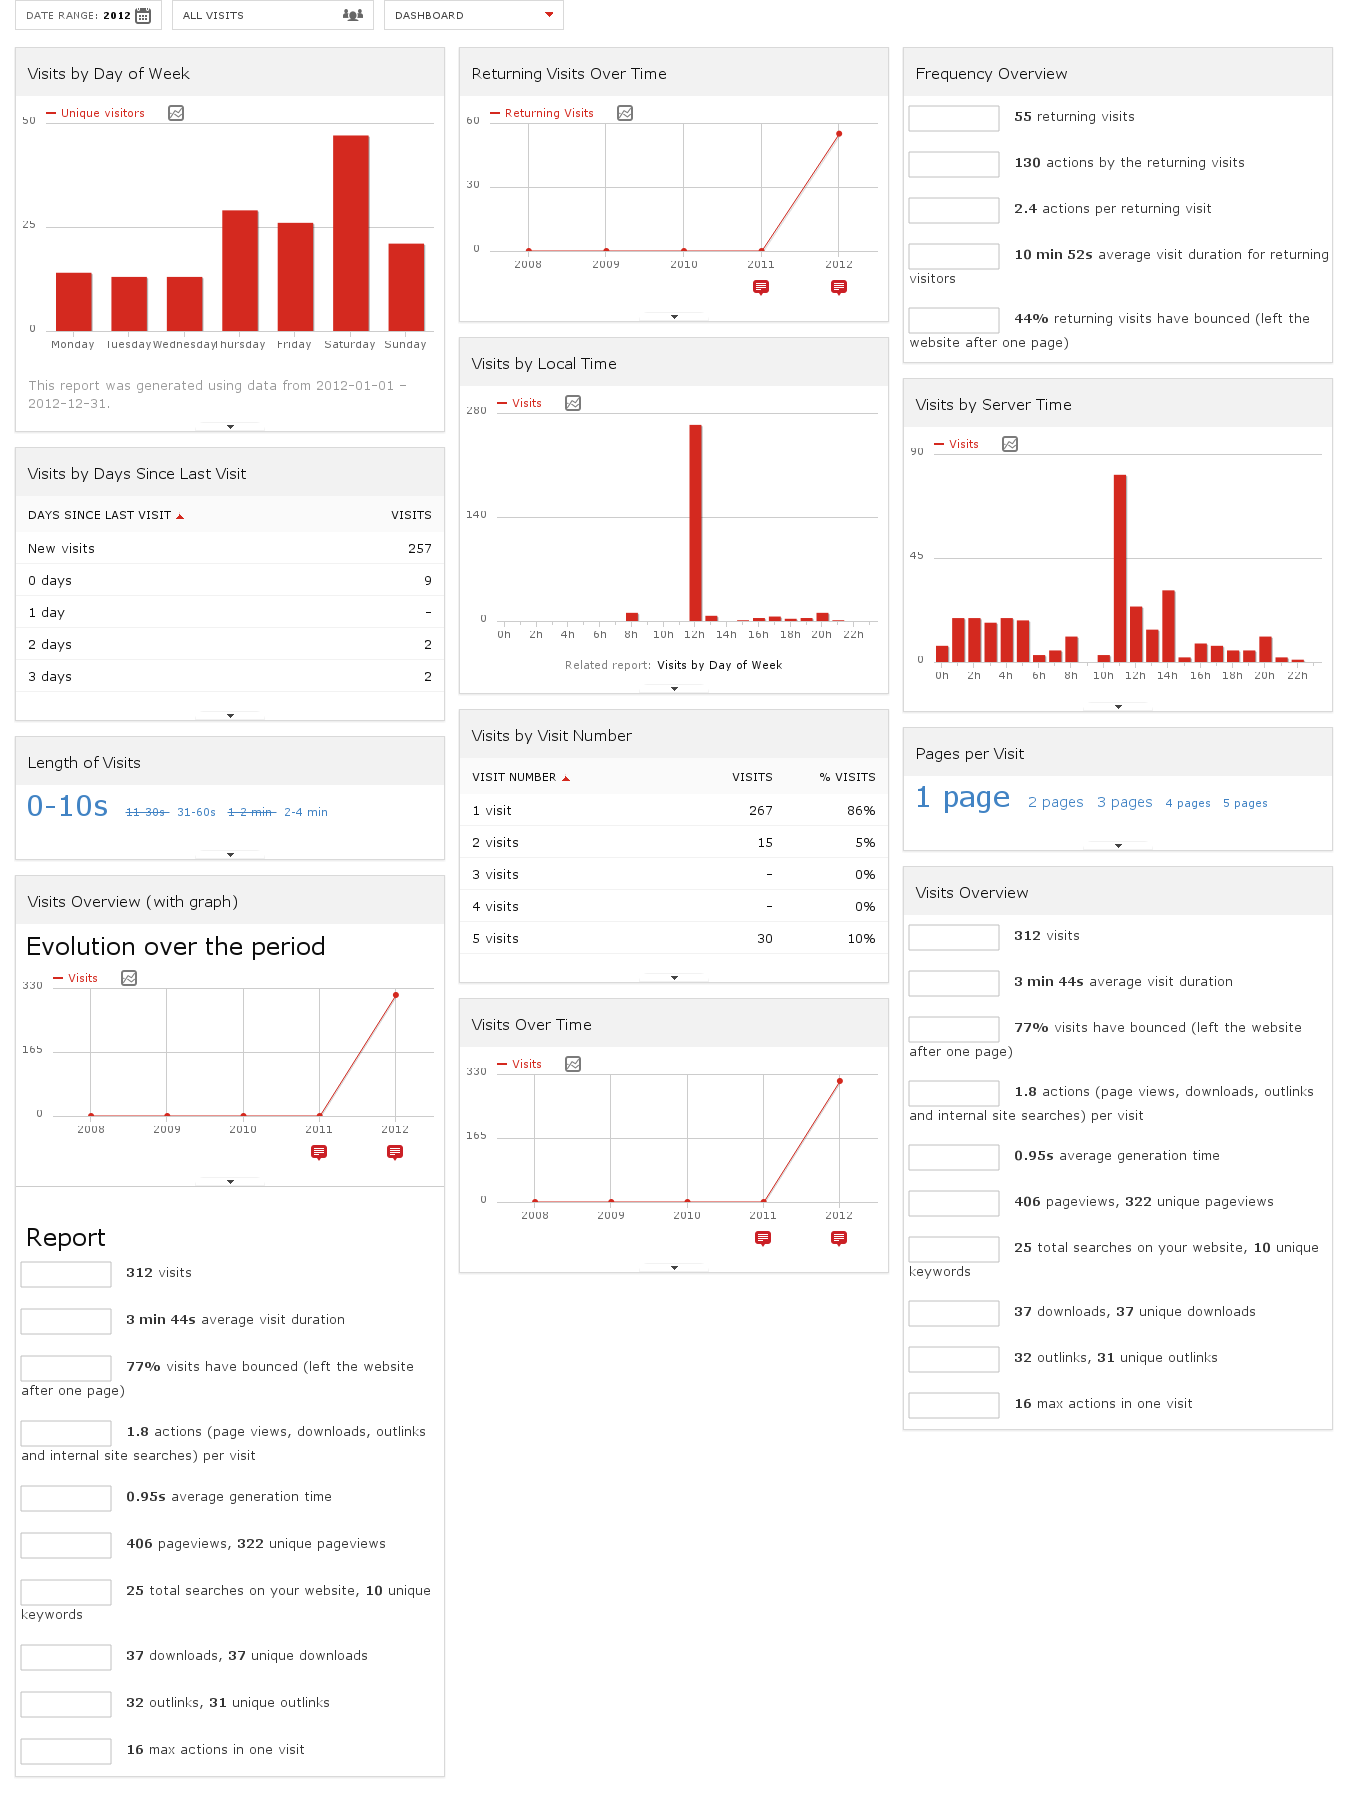 DATE RANGE: 2012
ALL VISITS
DASHBOARD
Visits by Day of Week
Unique visitors
50
25
0
Monday Tuesday Wednesday Thursday Friday Saturday Sunday
This report was generated using data from 2012-01-01 -
2012-12-31.
Visits by Days Since Last Visit
DAYS SINCE LAST VISIT VISITS
New visits 257
0 days 9
1 day -
2 days 2
3 days 2
Length of Visits
0-10s 11-30s 31-60s 1-2 min 2-4 min
Visits Overview (with graph)
Evolution over the period
Visits
330
165
0
2008 2009 2010 2011 2012
Report
312 visits
3 min 44s average visit duration
77% visits have bounced (left the website
after one page)
1.8 actions (page views, downloads, outlinks
and internal site searches) per visit
0.95s average generation time
406 pageviews, 322 unique pageviews
25 total searches on your website, 10 unique
keywords
37 downloads, 37 unique downloads
32 outlinks, 31 unique outlinks
16 max actions in one visit
Returning Visits Over Time
Returning Visits
60
30
0
2008 2009 2010 2011 2012
Visits by Local Time
Visits
280
140
0
0h 2h 4h 6h 8h 10h 12h 14h 16h 18h 20h 22h
Related report: Visits by Day of Week
Visits by Visit Number
VISIT NUMBER VISITS % VISITS
1 visit 267 86%
2 visits 15 5%
3 visits - 0%
4 visits - 0%
5 visits 30 10%
Visits Over Time
Visits
330
165
0
2008 2009 2010 2011 2012
Frequency Overview
55 returning visits
130 actions by the returning visits
2.4 actions per returning visit
10 min 52s average visit duration for returning
visitors
44% returning visits have bounced (left the
website after one page)
Visits by Server Time
Visits
90
45
0
0h 2h 4h 6h 8h 10h 12h 14h 16h 18h 20h 22h
Pages per Visit
1 page 2 pages 3 pages 4 pages 5 pages
Visits Overview
312 visits
3 min 44s average visit duration
77% visits have bounced (left the website
after one page)
1.8 actions (page views, downloads, outlinks
and internal site searches) per visit
0.95s average generation time
406 pageviews, 322 unique pageviews
25 total searches on your website, 10 unique
keywords
37 downloads, 37 unique downloads
32 outlinks, 31 unique outlinks
16 max actions in one visit